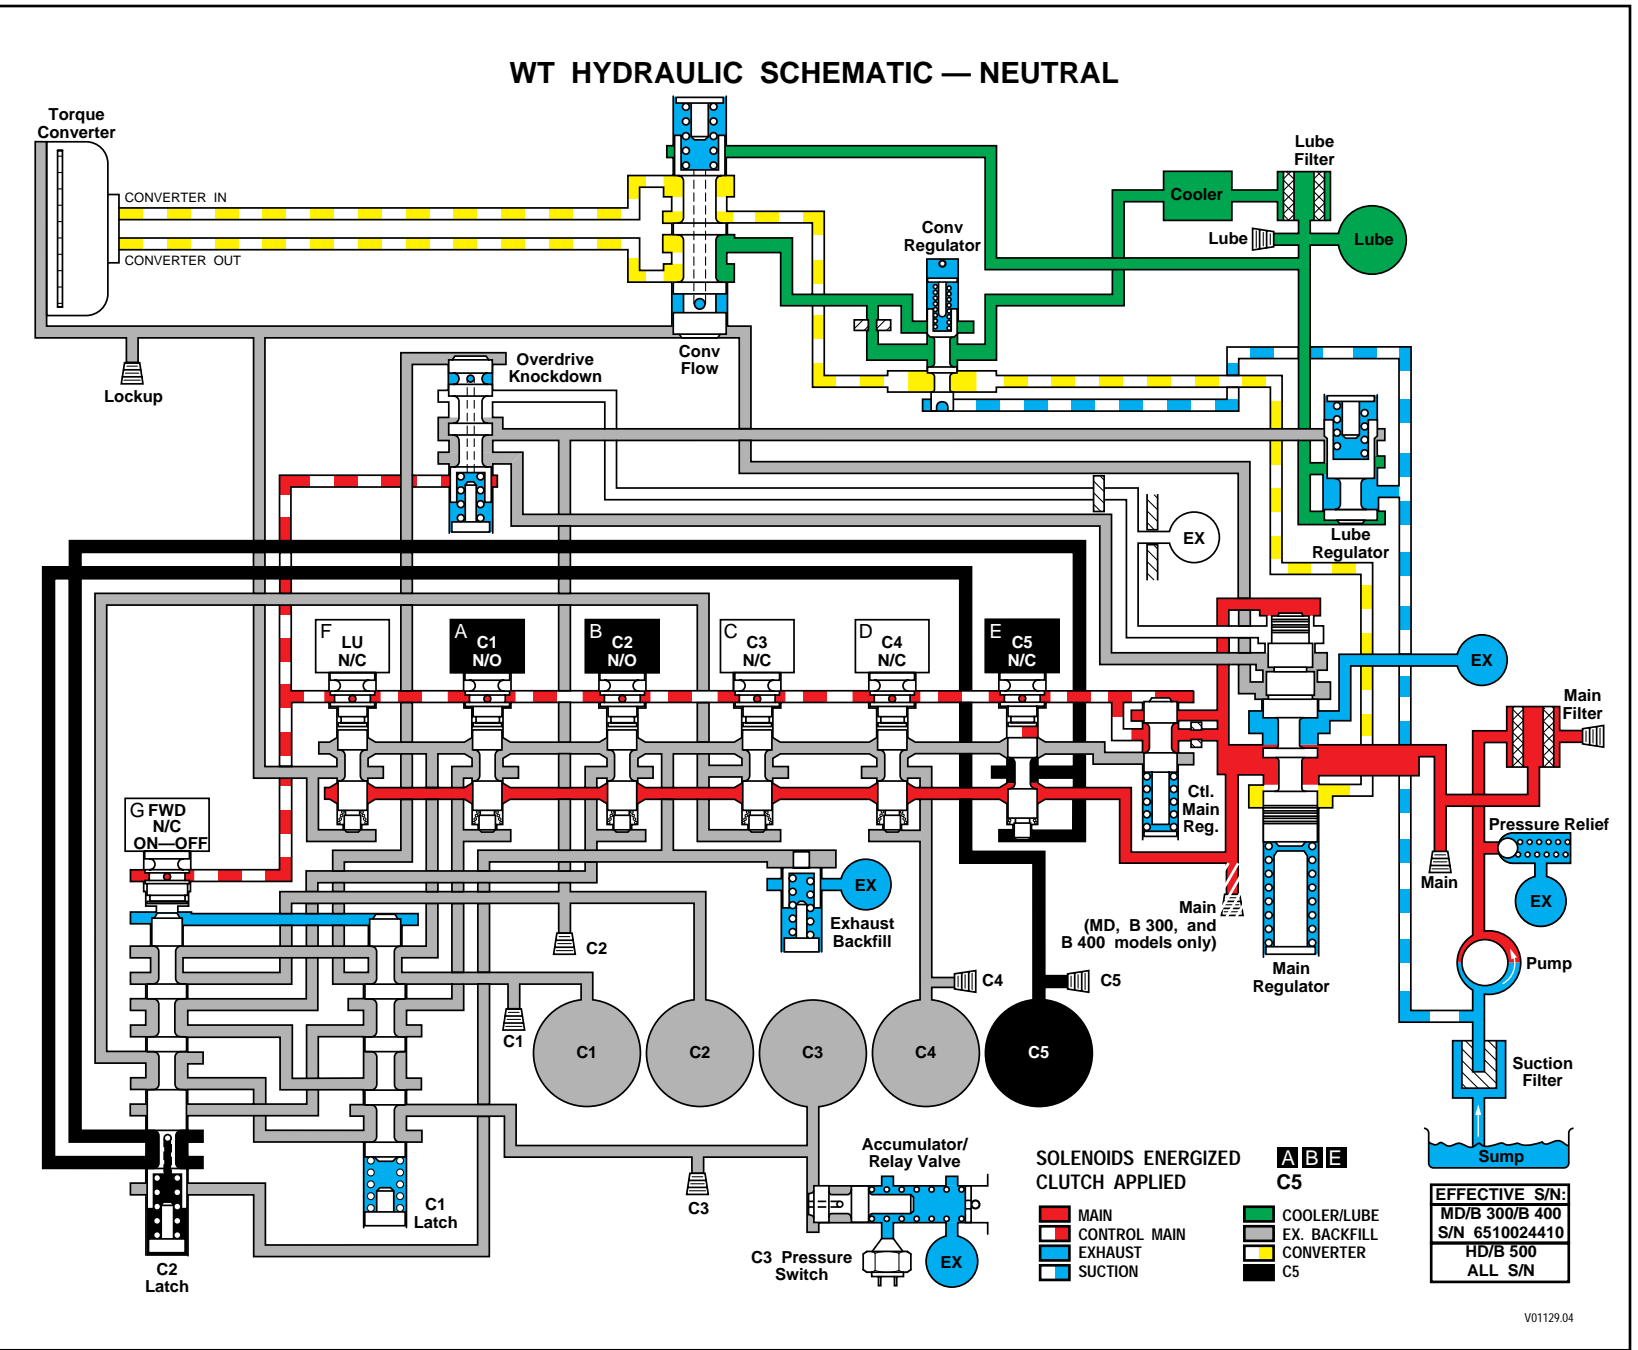 WT HYDRAULIC SCHEMATIC — NEUTRAL
Torque
Converter
CONVERTER IN
CONVERTER OUT
Lockup
Conv
Flow
Overdrive
Knockdown
Conv
Regulator
Cooler
Lube
Filter
Lube
Lube
Lube
Regulator
EX
EX
F
LU
N/C
A
C1
N/O
B
C2
N/O
C
C3
N/C
D
C4
N/C
E
C5
N/C
Main
Filter
Ctl.
Main
Reg.
Pressure Relief
EX
Main
Main
(MD, B 300, and
B 400 models only)
Main
Regulator
Pump
G FWD
N/C
ON—OFF
EX
Exhaust
Backfill
C2
C1
C4
C5
C1
C2
C3
C4
C5
Suction
Filter
Sump
C1
Latch
C2
Latch
C3
Accumulator/
Relay Valve
C3 Pressure
Switch
EX
SOLENOIDS ENERGIZED A B E
CLUTCH APPLIED C5
MAIN
CONTROL MAIN
EXHAUST
SUCTION
COOLER/LUBE
EX. BACKFILL
CONVERTER
C5
EFFECTIVE S/N:
MD/B 300/B 400
S/N 6510024410
HD/B 500
ALL S/N
V01129.04